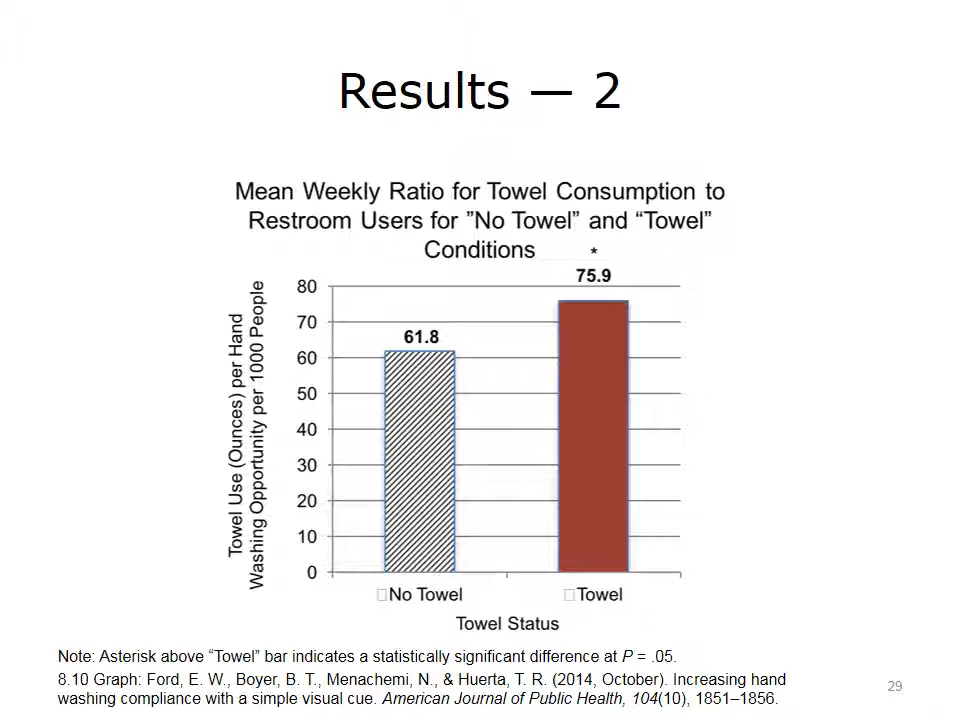 Results — 2
Mean Weekly Ratio for Towel Consumption to
Restroom Users for ”No Towel” and “Towel”
Conditions
*
75.9
61.8
Towel Use (Ounces) per Hand
Washing Opportunity per 1000 People
80
70
60
50
40
30
20
10
0
No Towel
Towel
Towel Status
Note: Asterisk above “Towel” bar indicates a statistically significant difference at P = .05.
8.10 Graph: Ford, E. W., Boyer, B. T., Menachemi, N., & Huerta, T. R. (2014, October). Increasing hand
washing compliance with a simple visual cue. American Journal of Public Health, 104(10), 1851–1856.
29